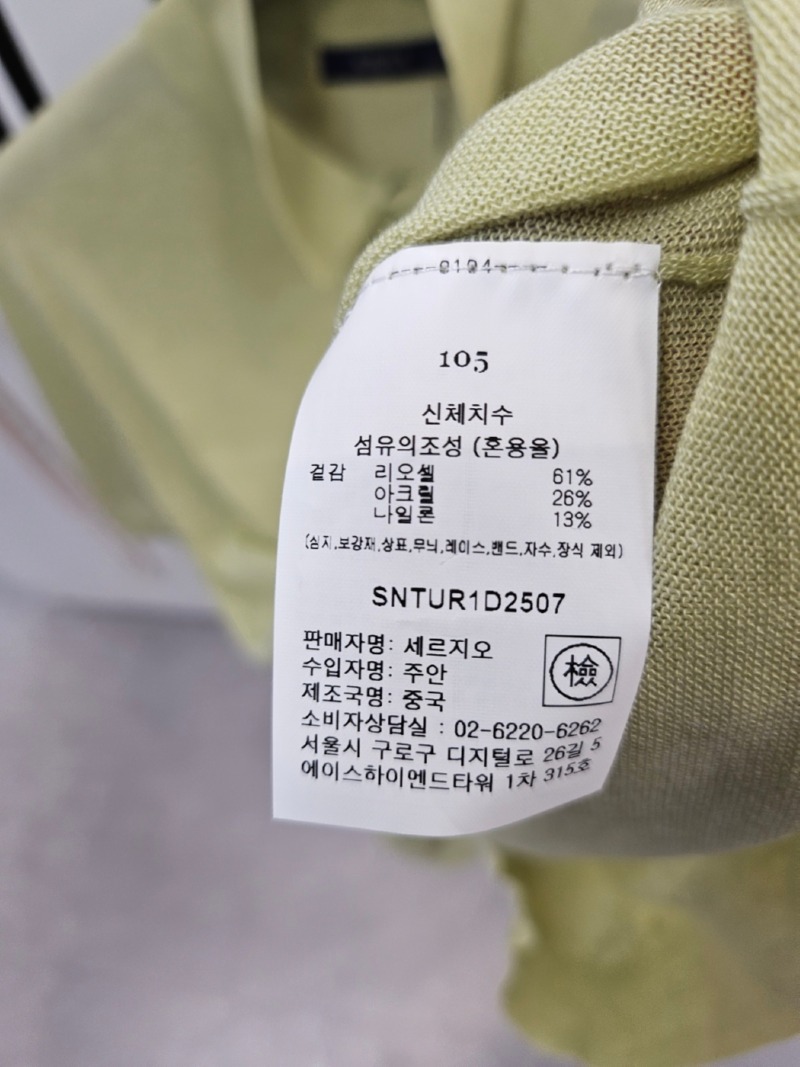 0104
105
신체치수
섬유의조성 (혼용율)
겉감 리오셀 61%
아크릴 26%
나일론 13%
(심지,보강재,상표,무늬,레이스,밴드,자수,장식 제외)
SNTUR1D2507
판매자명: 세르지오
수입자명: 주안
제조국명: 중국
檢
소비자상담실 : 02-6220-6262
서울시 구로구 디지털로 26길 5
에이스하이엔드타워 1차 315호